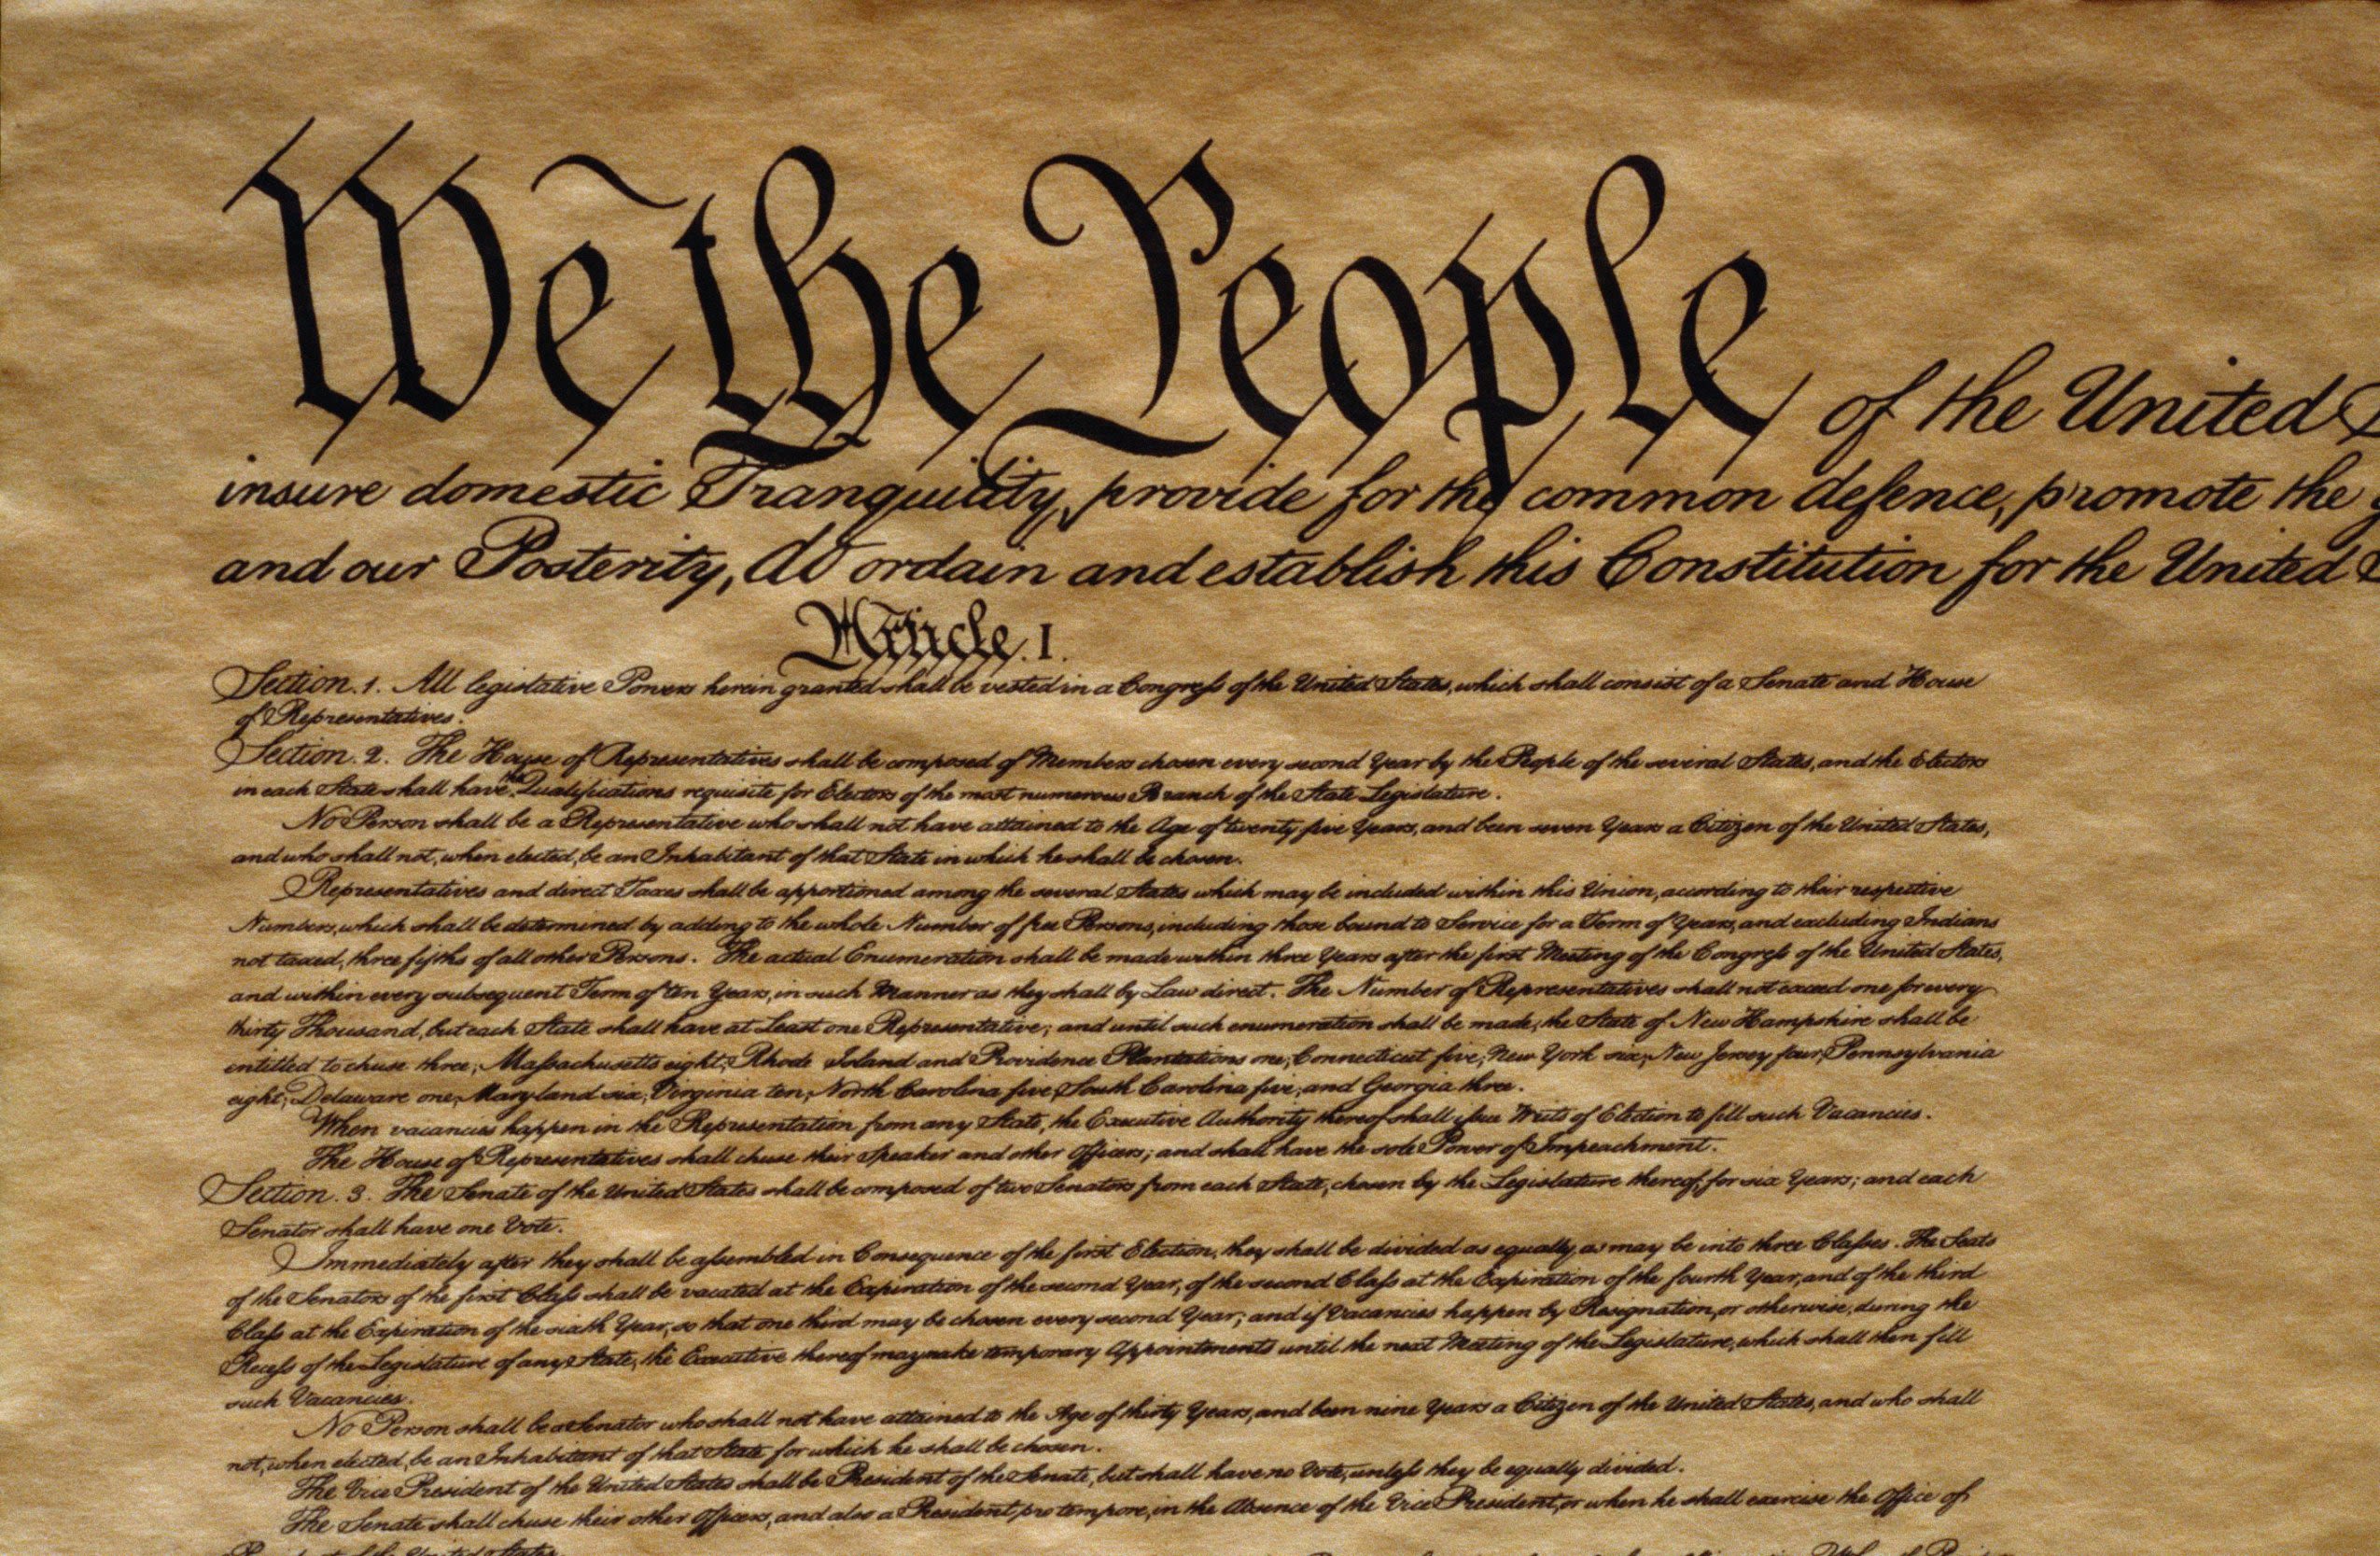 We the People of the United
insure domestic Tranquility, provide for the common defence, promote the
and our Posterity, do ordain and establish this Constitution for the United
Article. I.
Section. 1. All legislative Powers herein granted shall be vested in a Congress of the United States, which shall consist of a Senate and House
of Representatives.
Section. 2. The House of Representatives shall be composed of Members chosen every second Year by the People of the several States, and the Electors
in each State shall have the Qualifications requisite for Electors of the most numerous Branch of the State Legislature.
No Person shall be a Representative who shall not have attained to the Age of twenty five Years, and been seven Years a Citizen of the United States,
and who shall not, when elected, be an Inhabitant of that State in which he shall be chosen.
Representatives and direct Taxes shall be apportioned among the several States which may be included within this Union, according to their respective
Numbers, which shall be determined by adding to the whole Number of free Persons, including those bound to Service for a Term of Years, and excluding Indians
not taxed, three fifths of all other Persons. The actual Enumeration shall be made within three Years after the first Meeting of the Congress of the United States,
and within every subsequent Term of ten Years, in such Manner as they shall by Law direct. The Number of Representatives shall not exceed one for every
thirty Thousand, but each State shall have at Least one Representative; and until such enumeration shall be made, the State of New Hampshire shall be
entitled to chuse three, Massachusetts eight, Rhode Island and Providence Plantations one, Connecticut five, New York six, New Jersey four, Pennsylvania
eight, Delaware one, Maryland six, Virginia ten, North Carolina five, South Carolina five, and Georgia three.
When vacancies happen in the Representation from any State, the Executive Authority thereof shall issue Writs of Election to fill such Vacancies.
The House of Representatives shall chuse their Speaker and other Officers; and shall have the sole Power of Impeachment.
Section. 3. The Senate of the United States shall be composed of two Senators from each State, chosen by the Legislature thereof, for six Years; and each
Senator shall have one Vote.
Immediately after they shall be assembled in Consequence of the first Election, they shall be divided as equally as may be into three Classes. The Seats
of the Senators of the first Class shall be vacated at the Expiration of the second Year, of the second Class at the Expiration of the fourth Year, and of the third
Class at the Expiration of the sixth Year, so that one third may be chosen every second Year; and if Vacancies happen by Resignation, or otherwise, during the
Recess of the Legislature of any State, the Executive thereof may make temporary Appointments until the next Meeting of the Legislature, which shall then fill
such Vacancies.
No Person shall be a Senator who shall not have attained to the Age of thirty Years, and been nine Years a Citizen of the United States, and who shall
not, when elected, be an Inhabitant of that State for which he shall be chosen.
The Vice President of the United States shall be President of the Senate, but shall have no Vote, unless they be equally divided.
The Senate shall chuse their other Officers, and also a President pro tempore, in the Absence of the Vice President, or when he shall exercise the Office of
President of the United States.